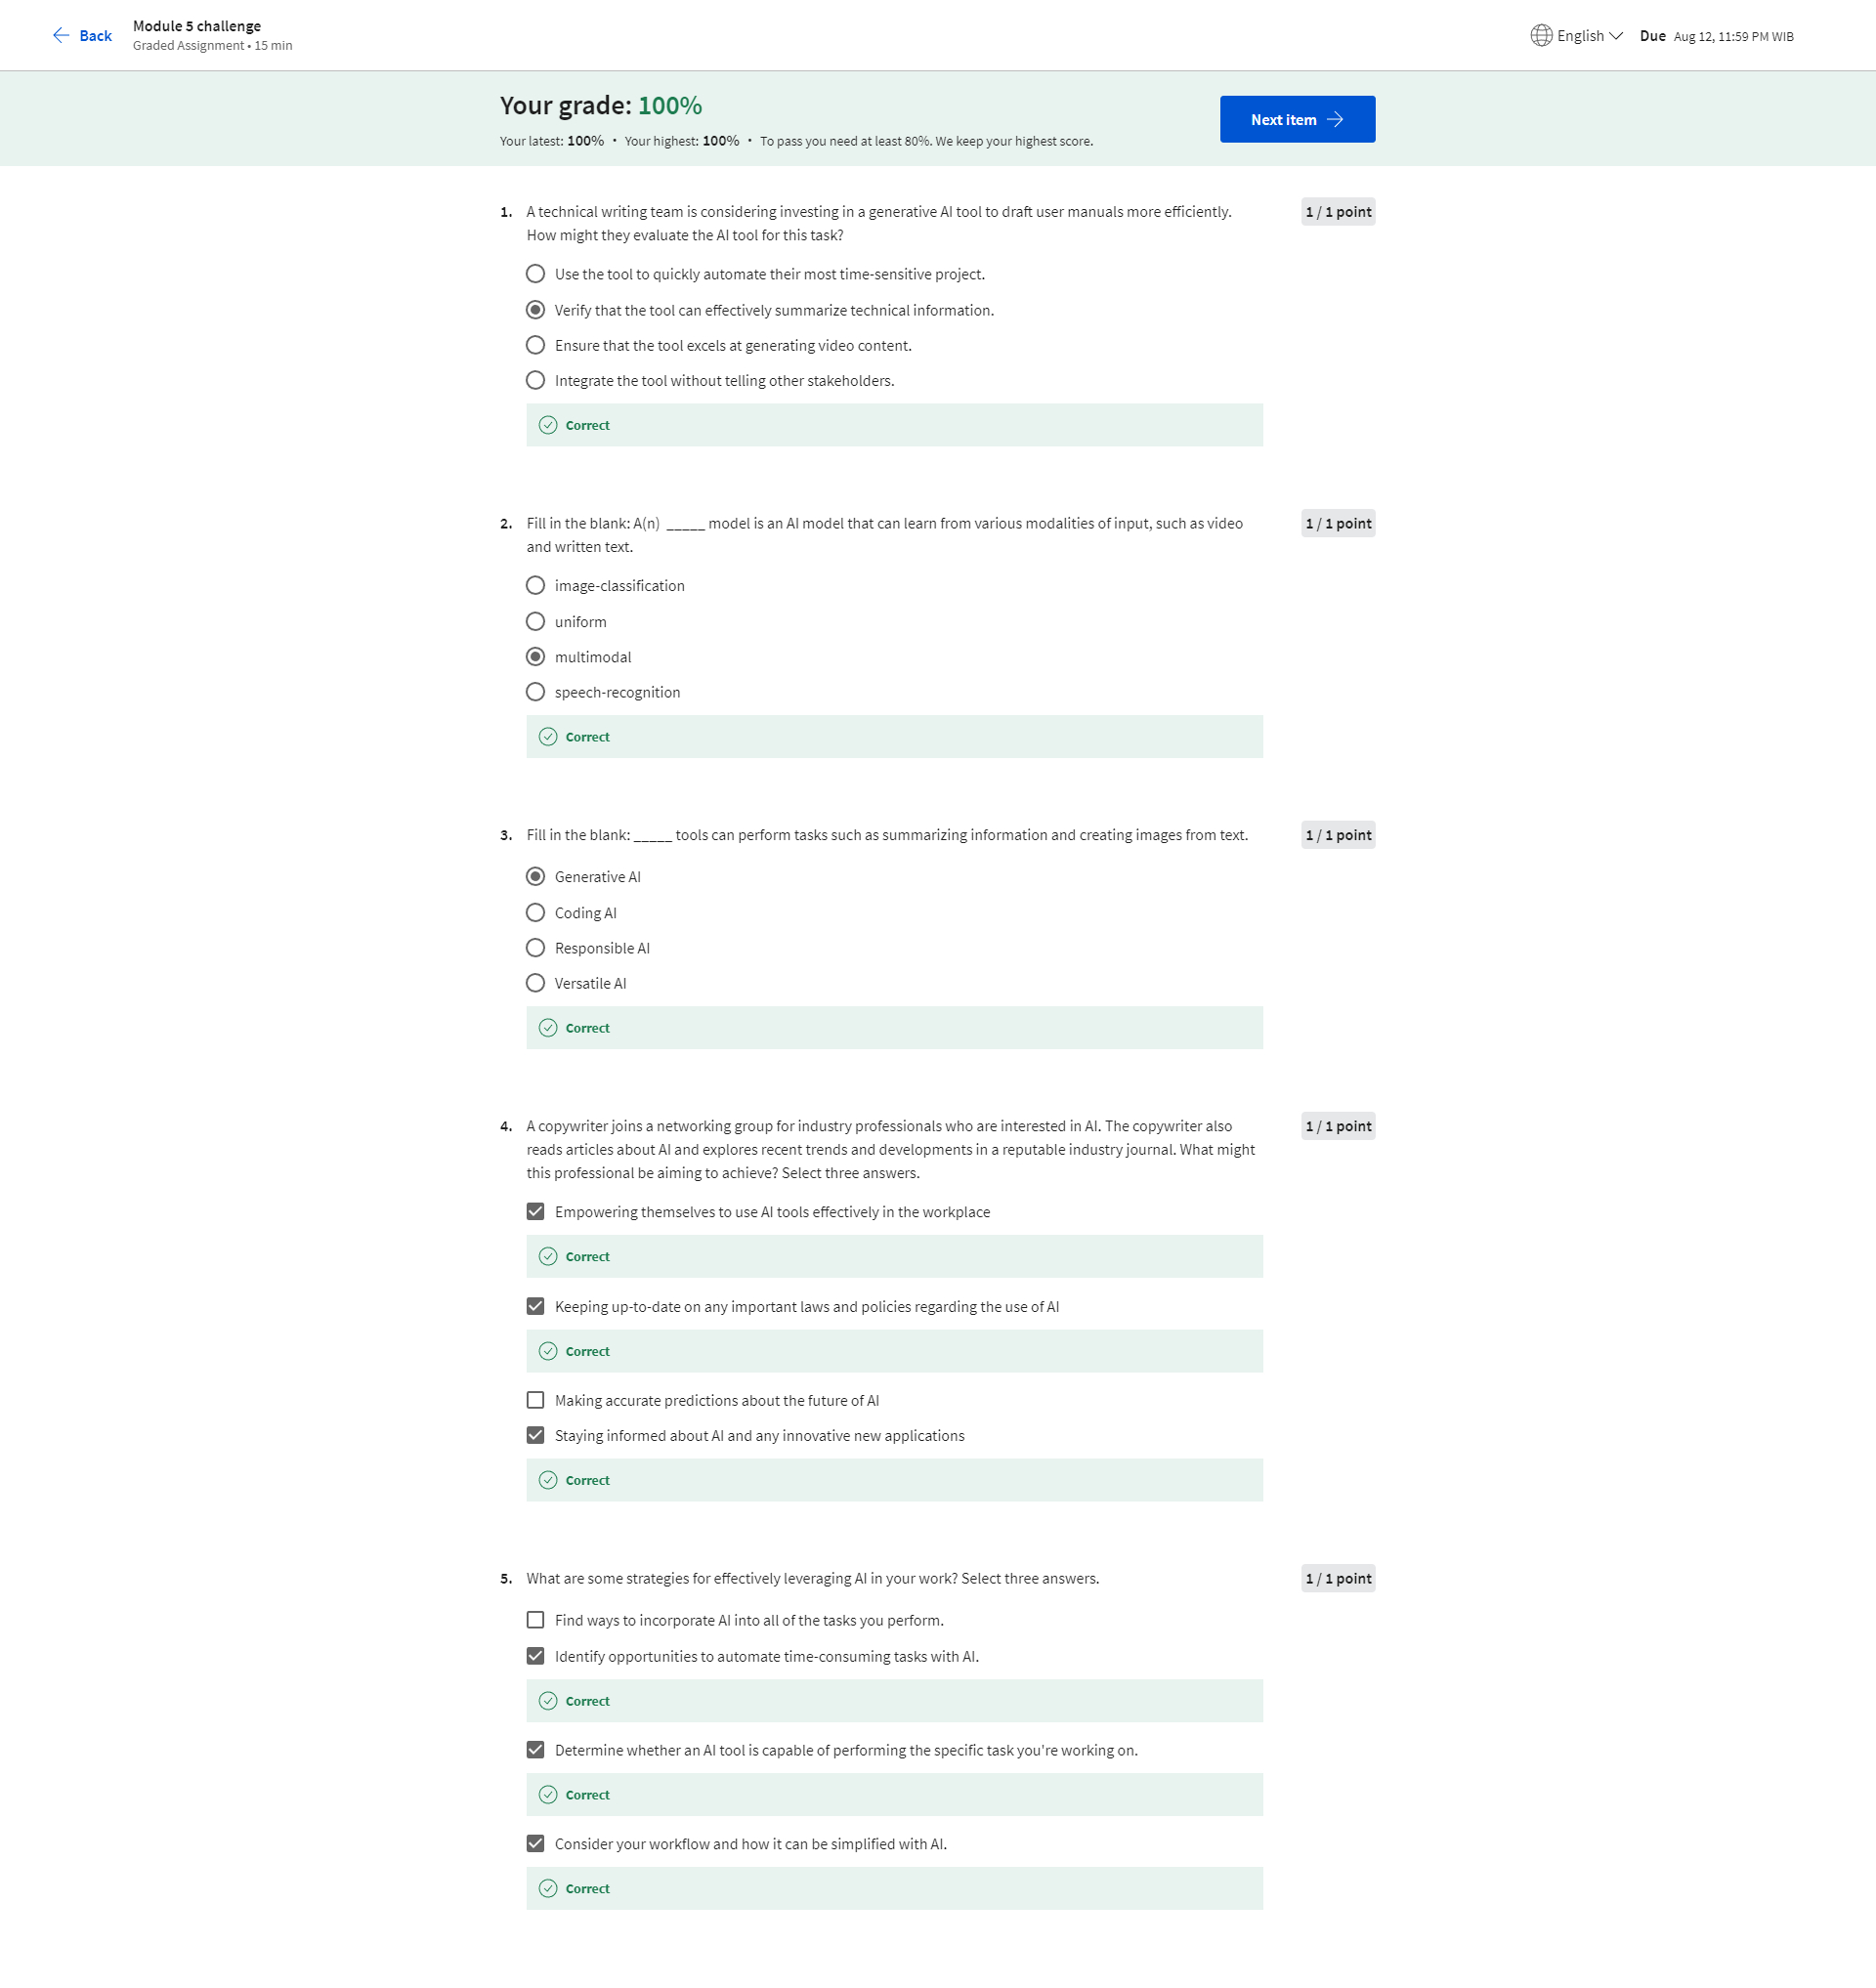 Back
Module 5 challenge
Graded Assignment • 15 min
English
Due Aug 12, 11:59 PM WIB
Your grade: 100%
Your latest: 100% • Your highest: 100% • To pass you need at least 80%. We keep your highest score.
Next item
1. A technical writing team is considering investing in a generative AI tool to draft user manuals more efficiently.
How might they evaluate the AI tool for this task?
1 / 1 point
Use the tool to quickly automate their most time-sensitive project.
Verify that the tool can effectively summarize technical information.
Ensure that the tool excels at generating video content.
Integrate the tool without telling other stakeholders.
Correct
2. Fill in the blank: A(n) _____ model is an AI model that can learn from various modalities of input, such as video
and written text.
1 / 1 point
image-classification
uniform
multimodal
speech-recognition
Correct
3. Fill in the blank: _____ tools can perform tasks such as summarizing information and creating images from text.
1 / 1 point
Generative AI
Coding AI
Responsible AI
Versatile AI
Correct
4. A copywriter joins a networking group for industry professionals who are interested in AI. The copywriter also
reads articles about AI and explores recent trends and developments in a reputable industry journal. What might
this professional be aiming to achieve? Select three answers.
1 / 1 point
Empowering themselves to use AI tools effectively in the workplace
Correct
Keeping up-to-date on any important laws and policies regarding the use of AI
Correct
Making accurate predictions about the future of AI
Staying informed about AI and any innovative new applications
Correct
5. What are some strategies for effectively leveraging AI in your work? Select three answers.
1 / 1 point
Find ways to incorporate AI into all of the tasks you perform.
Identify opportunities to automate time-consuming tasks with AI.
Correct
Determine whether an AI tool is capable of performing the specific task you're working on.
Correct
Consider your workflow and how it can be simplified with AI.
Correct